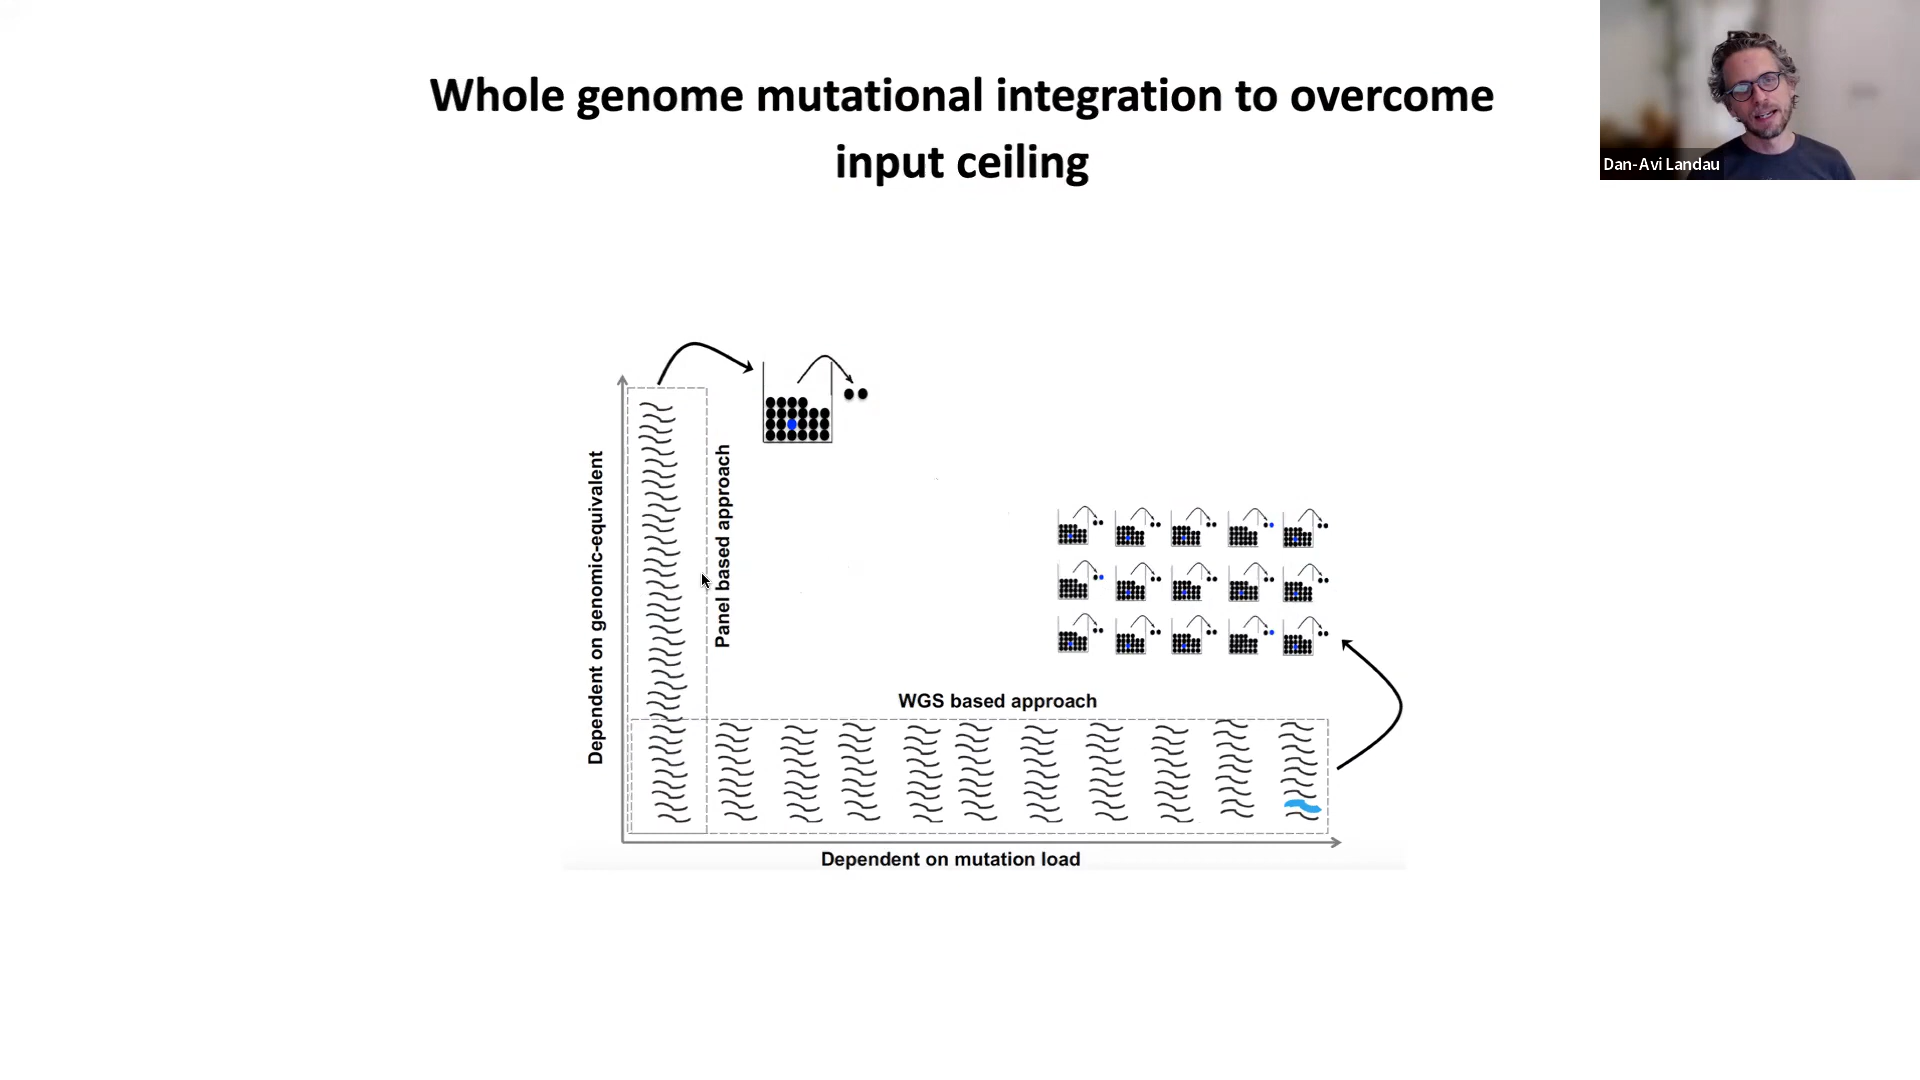 Whole genome mutational integration to overcome
input ceiling
Dan-Avi Landau
Dependent on genomic-equivalent
Panel based approach
WGS based approach
Dependent on mutation load